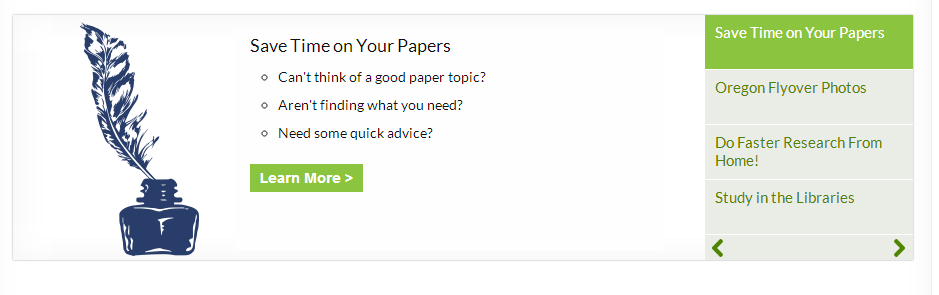 Save Time on Your Papers
Can't think of a good paper topic?
Aren't finding what you need?
Need some quick advice?
Learn More >
Save Time on Your Papers
Oregon Flyover Photos
Do Faster Research From
Home!
Study in the Libraries